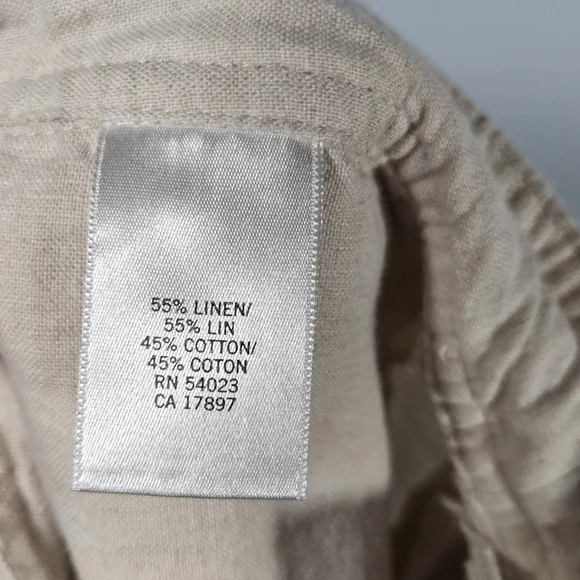 55% LINEN/
55% LIN
45% COTTON/
45% COTON
RN 54023
CA 17897